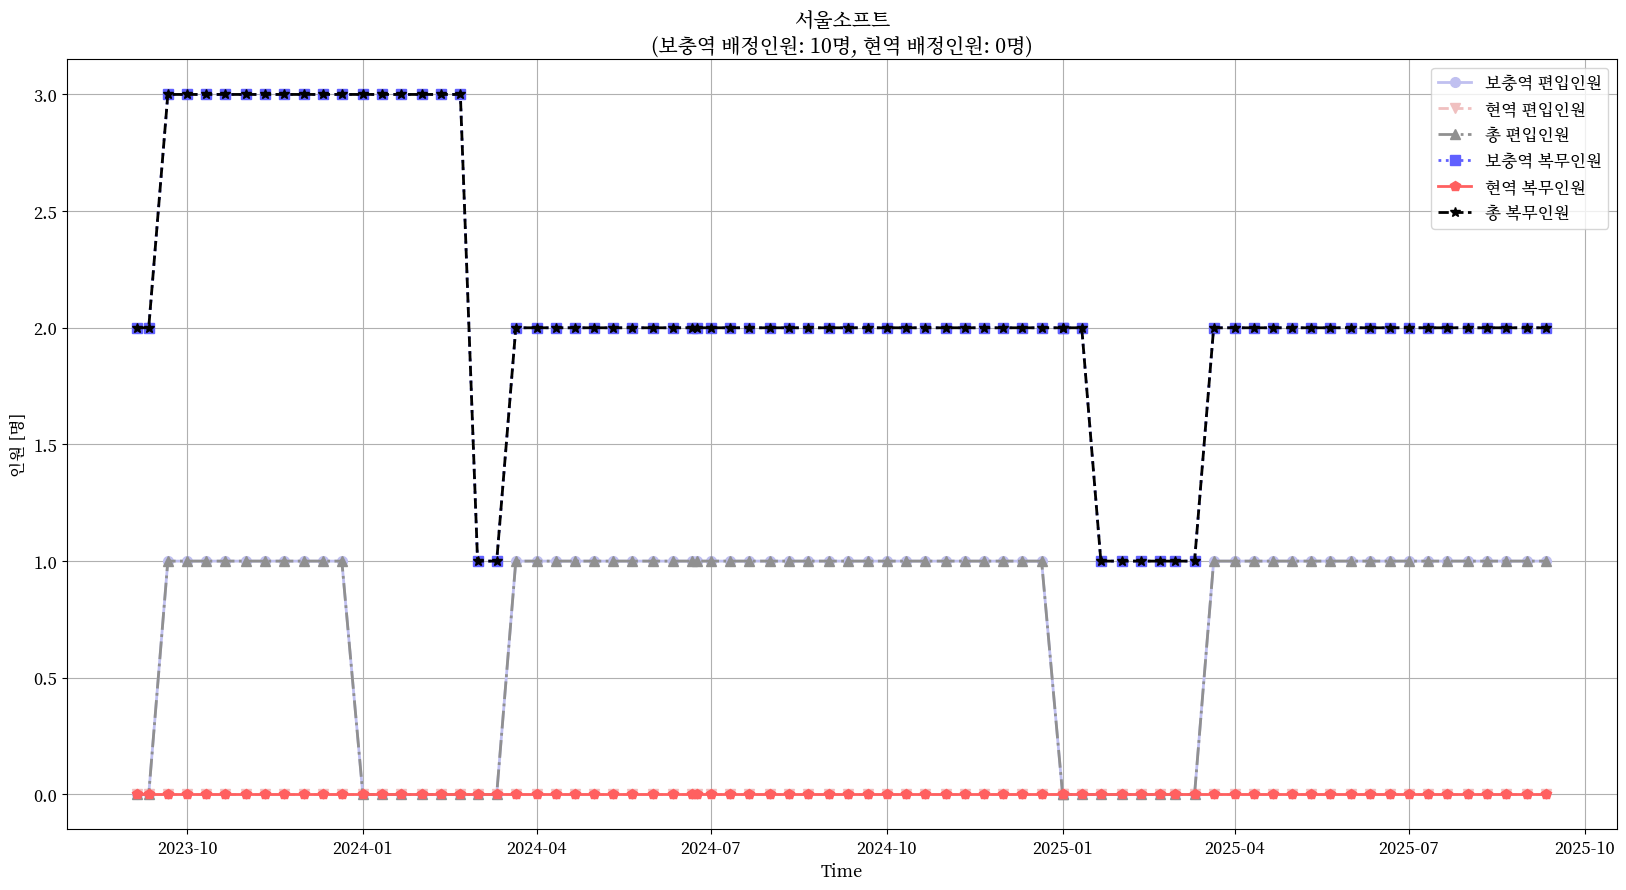 서울소프트
(보충역 배정인원: 10명, 현역 배정인원: 0명)
보충역 편입인원
현역 편입인원
총 편입인원
보충역 복무인원
현역 복무인원
총 복무인원
인원 [명]
3.0
2.5
2.0
1.5
1.0
0.5
0.0
2023-10
2024-01
2024-04
2024-07
2024-10
2025-01
2025-04
2025-07
2025-10
Time